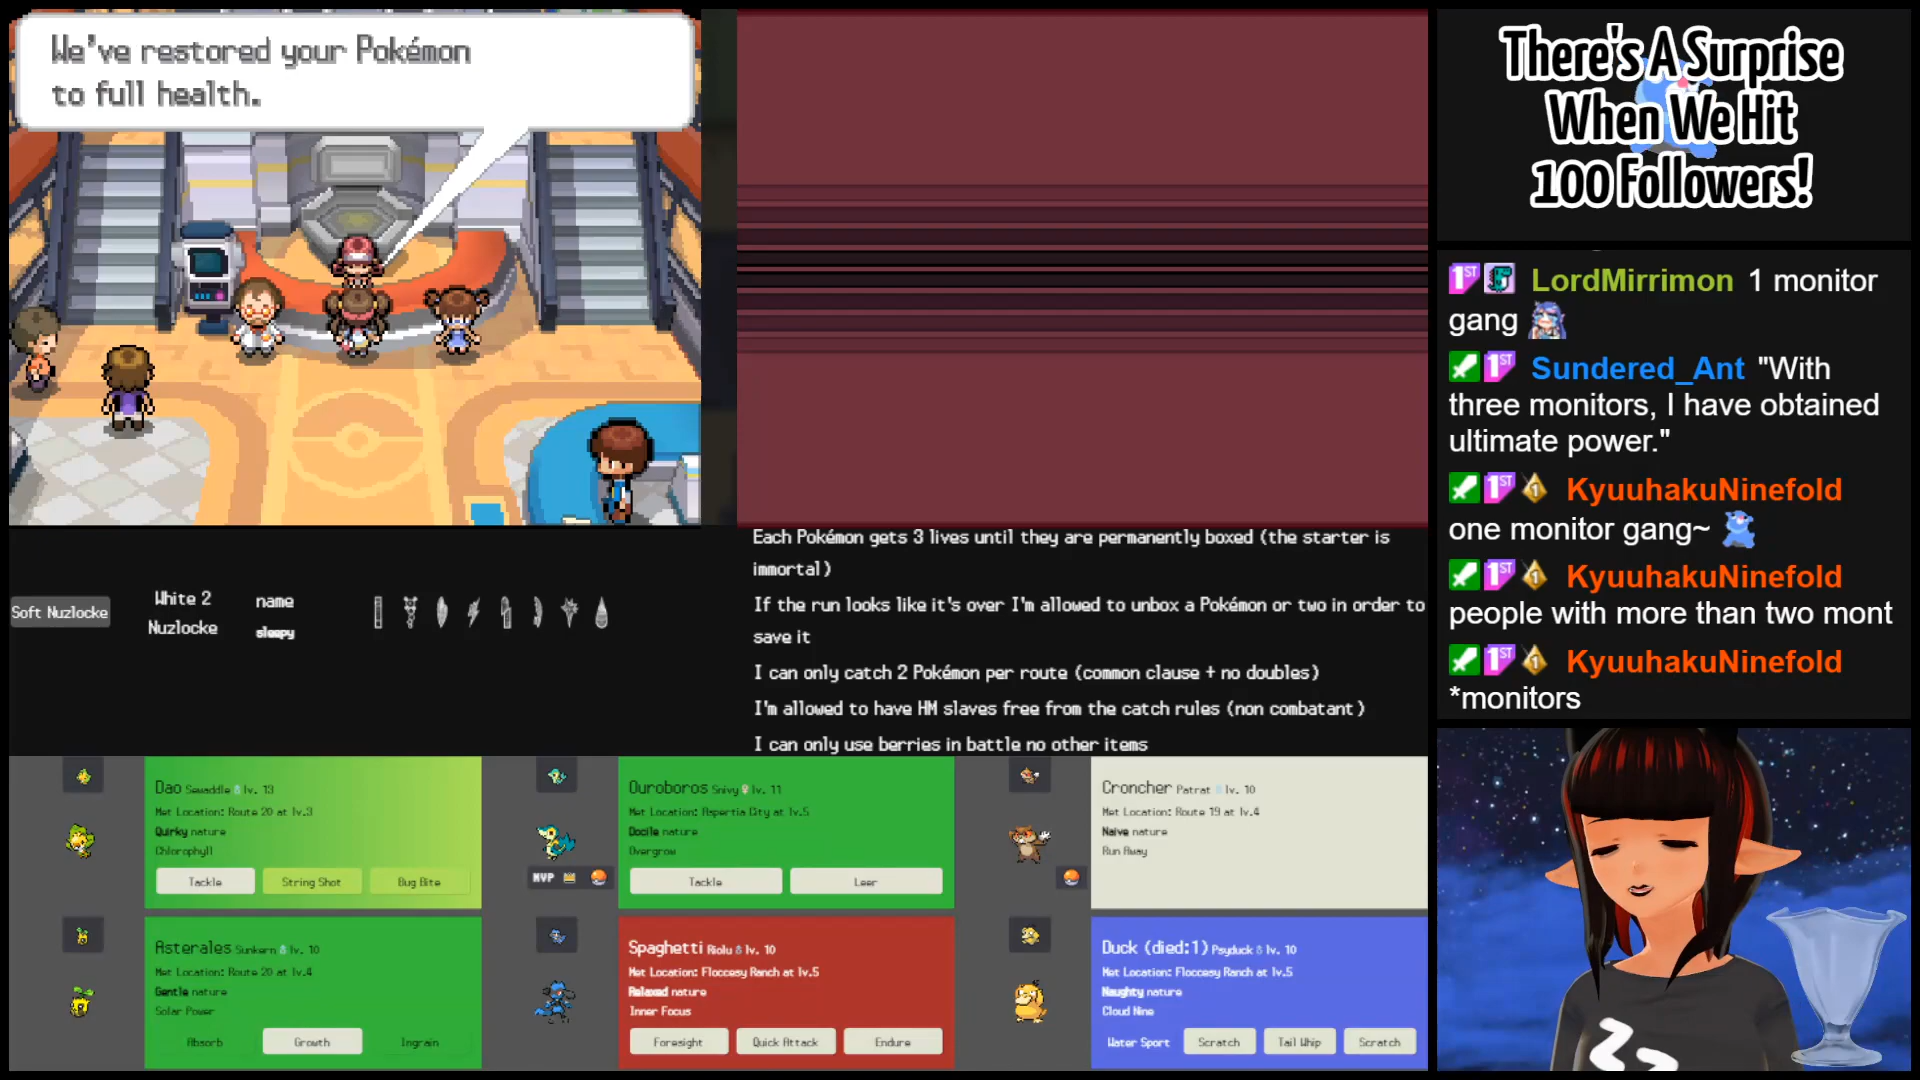 We've restored your Pokémon
to full health.
There's A Surprise
When We Hit
100 Followers!
LordMirrimon 1 monitor
gang
Sundered_Ant "With
three monitors, I have obtained
ultimate power."
KyuuhakuNinefold
one monitor gang~
KyuuhakuNinefold
people with more than two mont
KyuuhakuNinefold
*monitors
Each Pokémon gets 3 lives until they are permanently boxed (the starter is
immortal)
If the run looks like it's over I'm allowed to unbox a Pokémon or two in order to
save it
I can only catch 2 Pokémon per route (common clause + no doubles)
I'm allowed to have HM slaves free from the catch rules (non combatant)
I can only use berries in battle no other items
Soft Nuzlocke
White 2
Nuzlocke
name
sleepy
Dao Sewaddle ♂ lv. 13
Met Location: Route 20 at lv.3
Quirky nature
Chlorophyll
Tackle String Shot Bug Bite
Ouroboros Snivy ♀ lv. 11
Met Location: Aspertia City at lv.5
Docile nature
Overgrow
MVP
Tackle Leer
Croncher Patrat ♂ lv. 10
Met Location: Route 19 at lv.4
Naive nature
Run Away
Asterales Sunkern ♂ lv. 10
Met Location: Route 20 at lv.4
Gentle nature
Solar Power
Absorb Growth Ingrain
Spaghetti Riolu ♂ lv. 10
Met Location: Floccesy Ranch at lv.5
Relaxed nature
Inner Focus
Foresight Quick Attack Endure
Duck (died:1) Psyduck ♂ lv. 10
Met Location: Floccesy Ranch at lv.5
Naughty nature
Cloud Nine
Water Sport Scratch Tail Whip Scratch